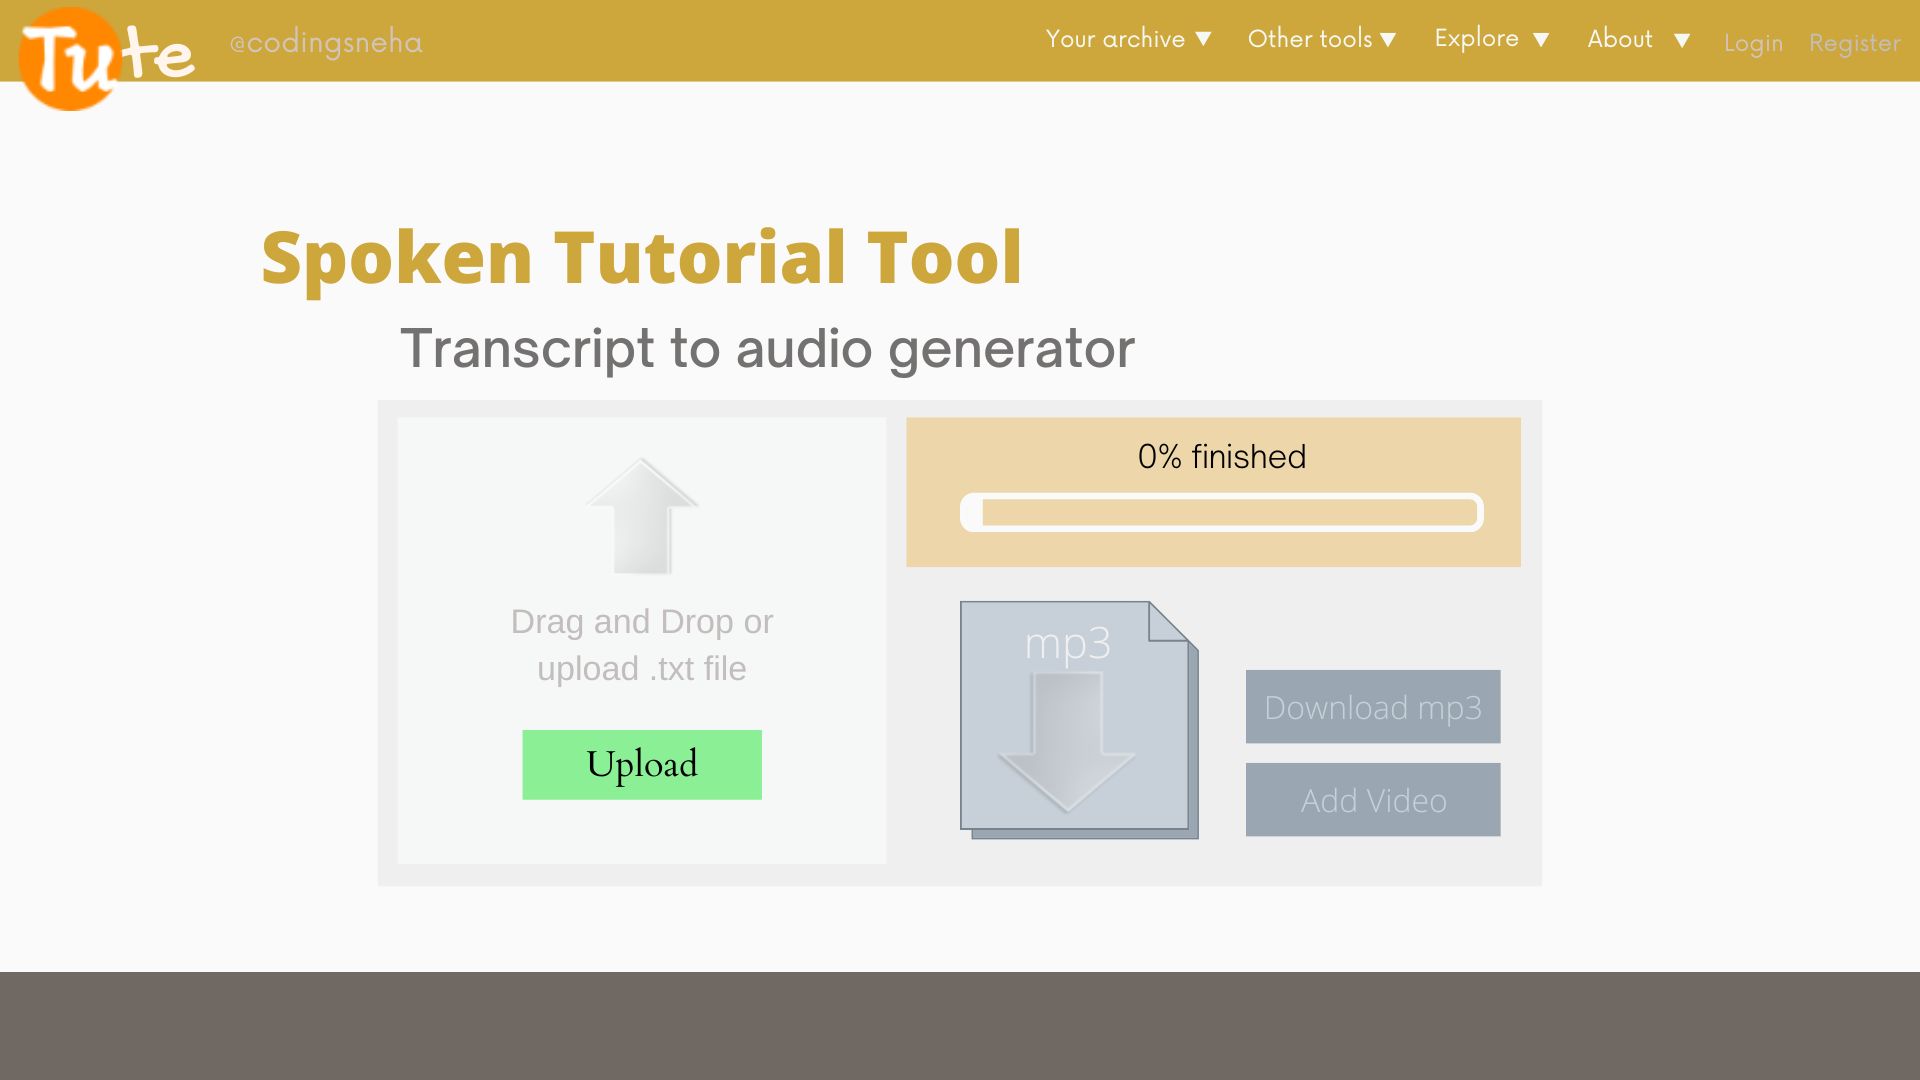 Tute
@codingsneha
Your archive ▼ Other tools ▼ Explore ▼ About ▼ Login Register
Spoken Tutorial Tool
Transcript to audio generator
Drag and Drop or
upload .txt file
Upload
0% finished
mp3
Download mp3
Add Video